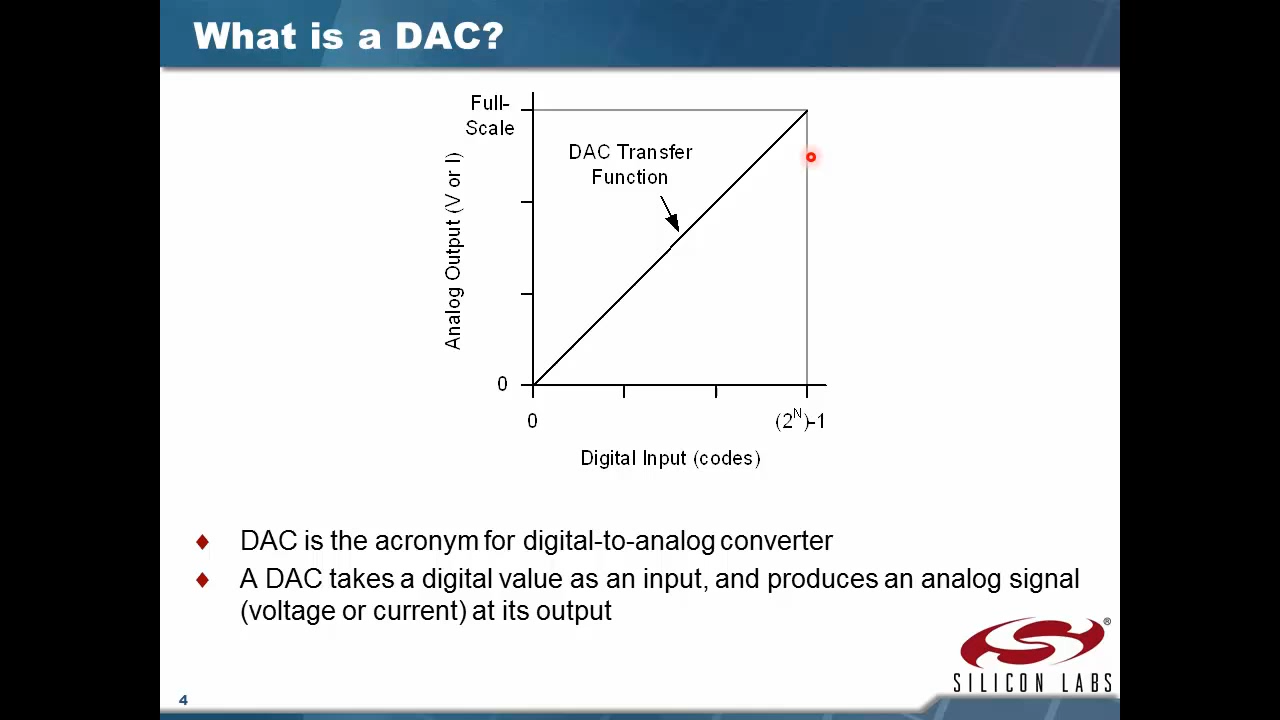 What is a DAC?
Full-
Scale
DAC Transfer
Function
Analog Output (V or I)
0
0
(2^N)-1
Digital Input (codes)
♦ DAC is the acronym for digital-to-analog converter
♦ A DAC takes a digital value as an input, and produces an analog signal
(voltage or current) at its output
®
SILICON LABS
4